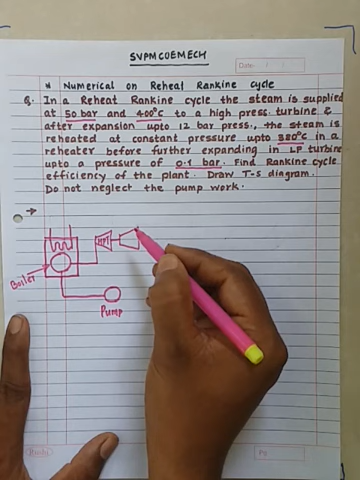 SVPMCOEMECH
Date:
* Numerical on Reheat Rankine cycle
Q. In a Reheat Rankine cycle the steam is supplied
at 50 bar and 400°C to a high press. turbine &
after expansion upto 12 bar press., the steam is
reheated at constant pressure upto 380°C in a
reheater before further expanding in LP turbine
upto a pressure of 0.1 bar. Find Rankine cycle
efficiency of the plant. Draw T-S diagram.
Do not neglect the pump work.
→
HPT
Boiler
Pump
PG